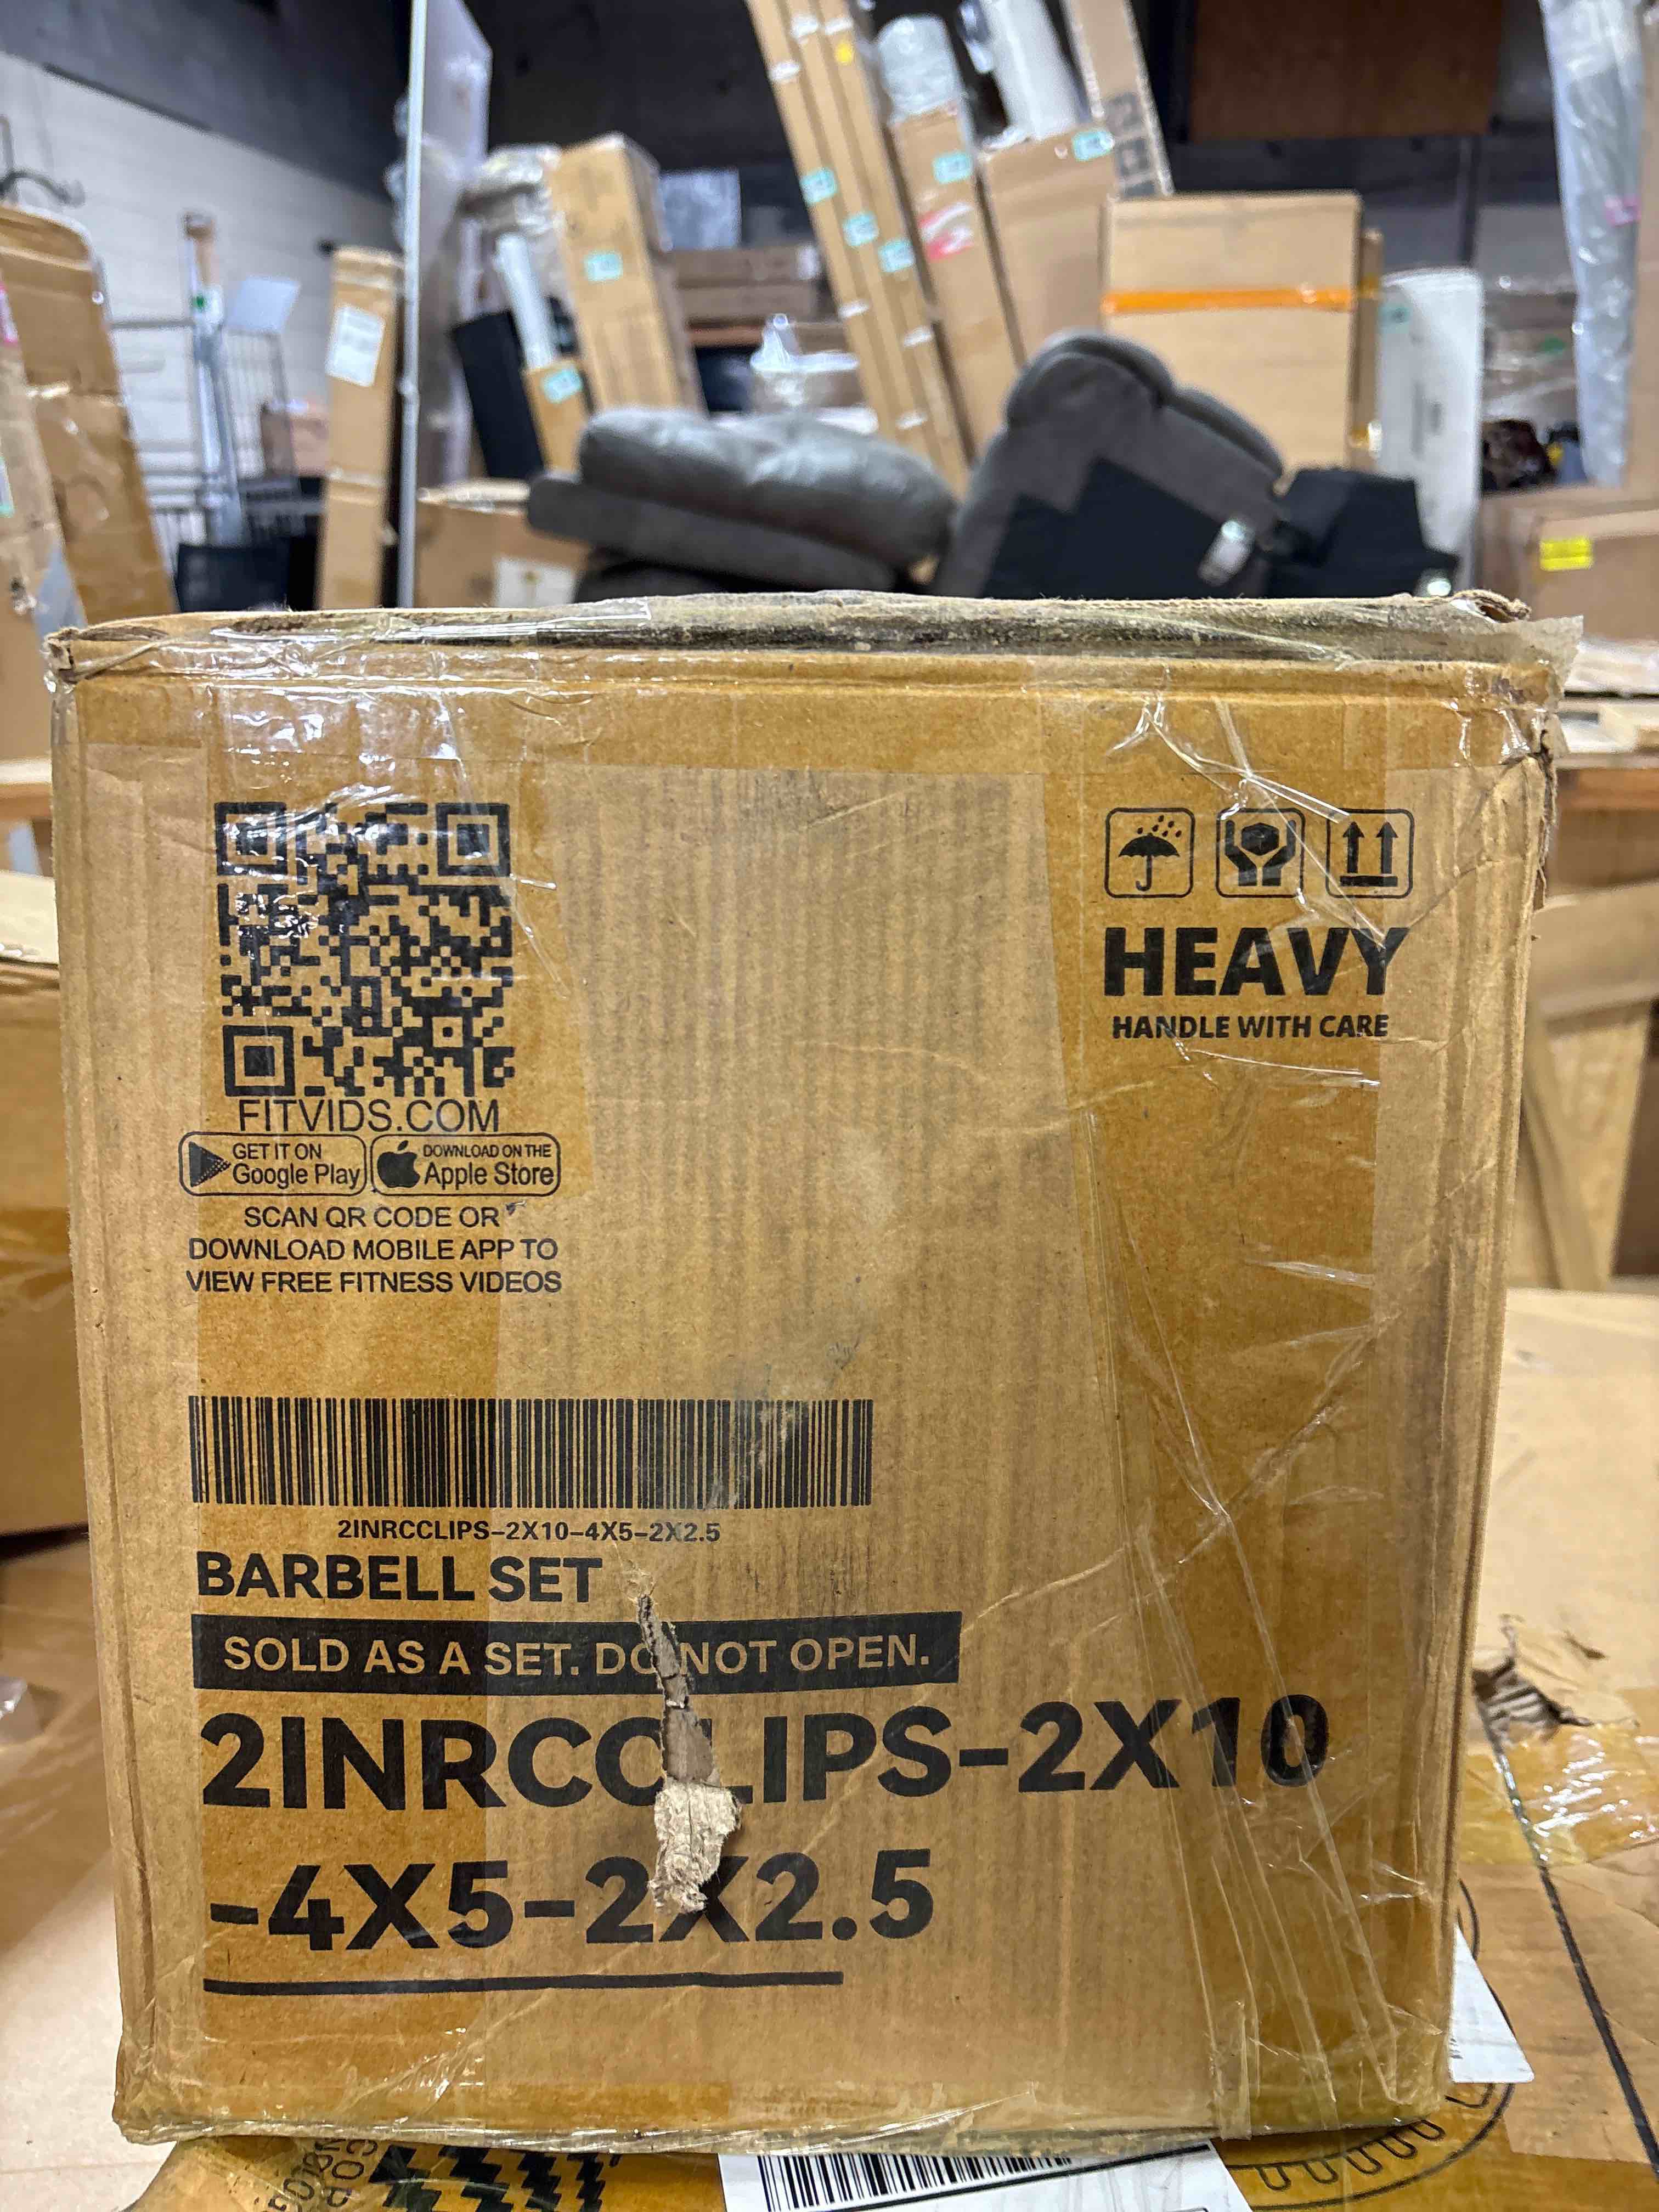 FITVIDS.COM
GET IT ON
Google Play
DOWNLOAD ON THE
Apple Store
SCAN QR CODE OR
DOWNLOAD MOBILE APP TO
VIEW FREE FITNESS VIDEOS
HEAVY
HANDLE WITH CARE
2INRCCLIPS-2X10-4X5-2X2.5
BARBELL SET
SOLD AS A SET. DO NOT OPEN.
2INRCCLIPS-2X10
-4X5-2X2.5